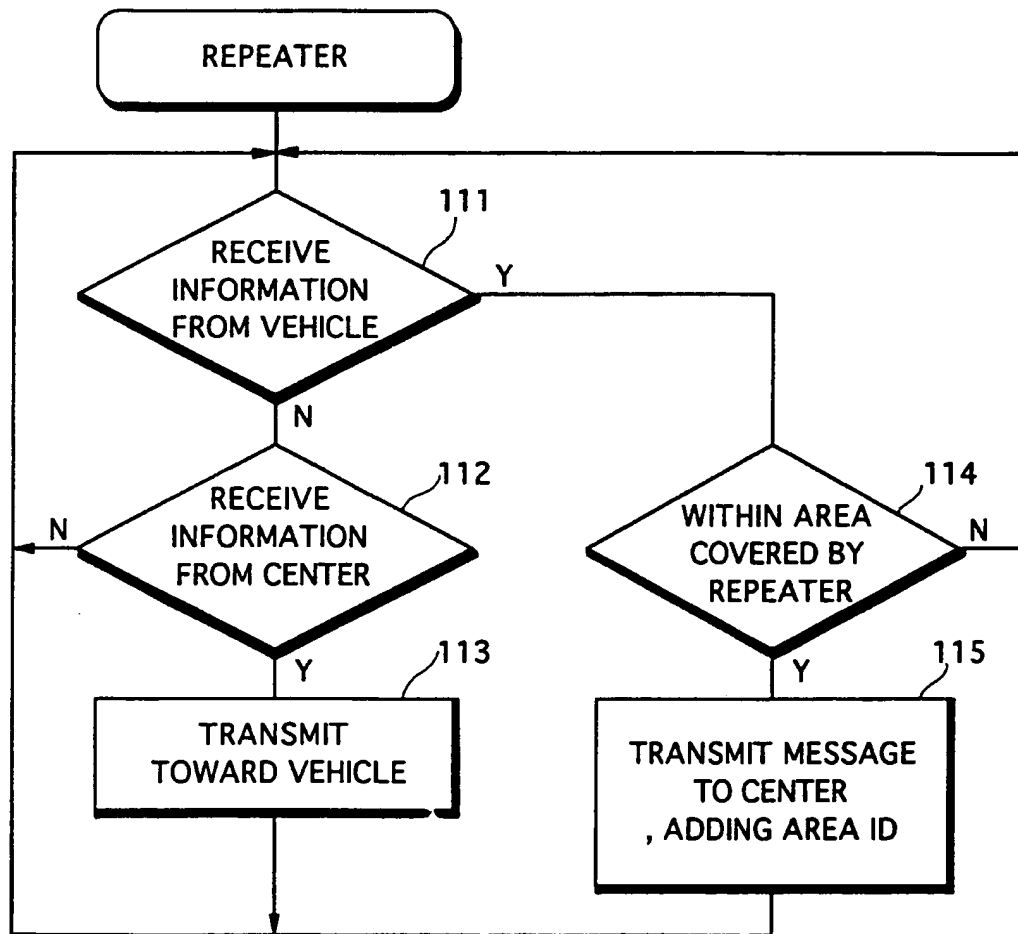 REPEATER
111
RECEIVE
INFORMATION
FROM VEHICLE
Y
N
112
RECEIVE
INFORMATION
FROM CENTER
N
Y
114
WITHIN AREA
COVERED BY
REPEATER
N
Y
113
TRANSMIT
TOWARD VEHICLE
115
TRANSMIT MESSAGE
TO CENTER
, ADDING AREA ID